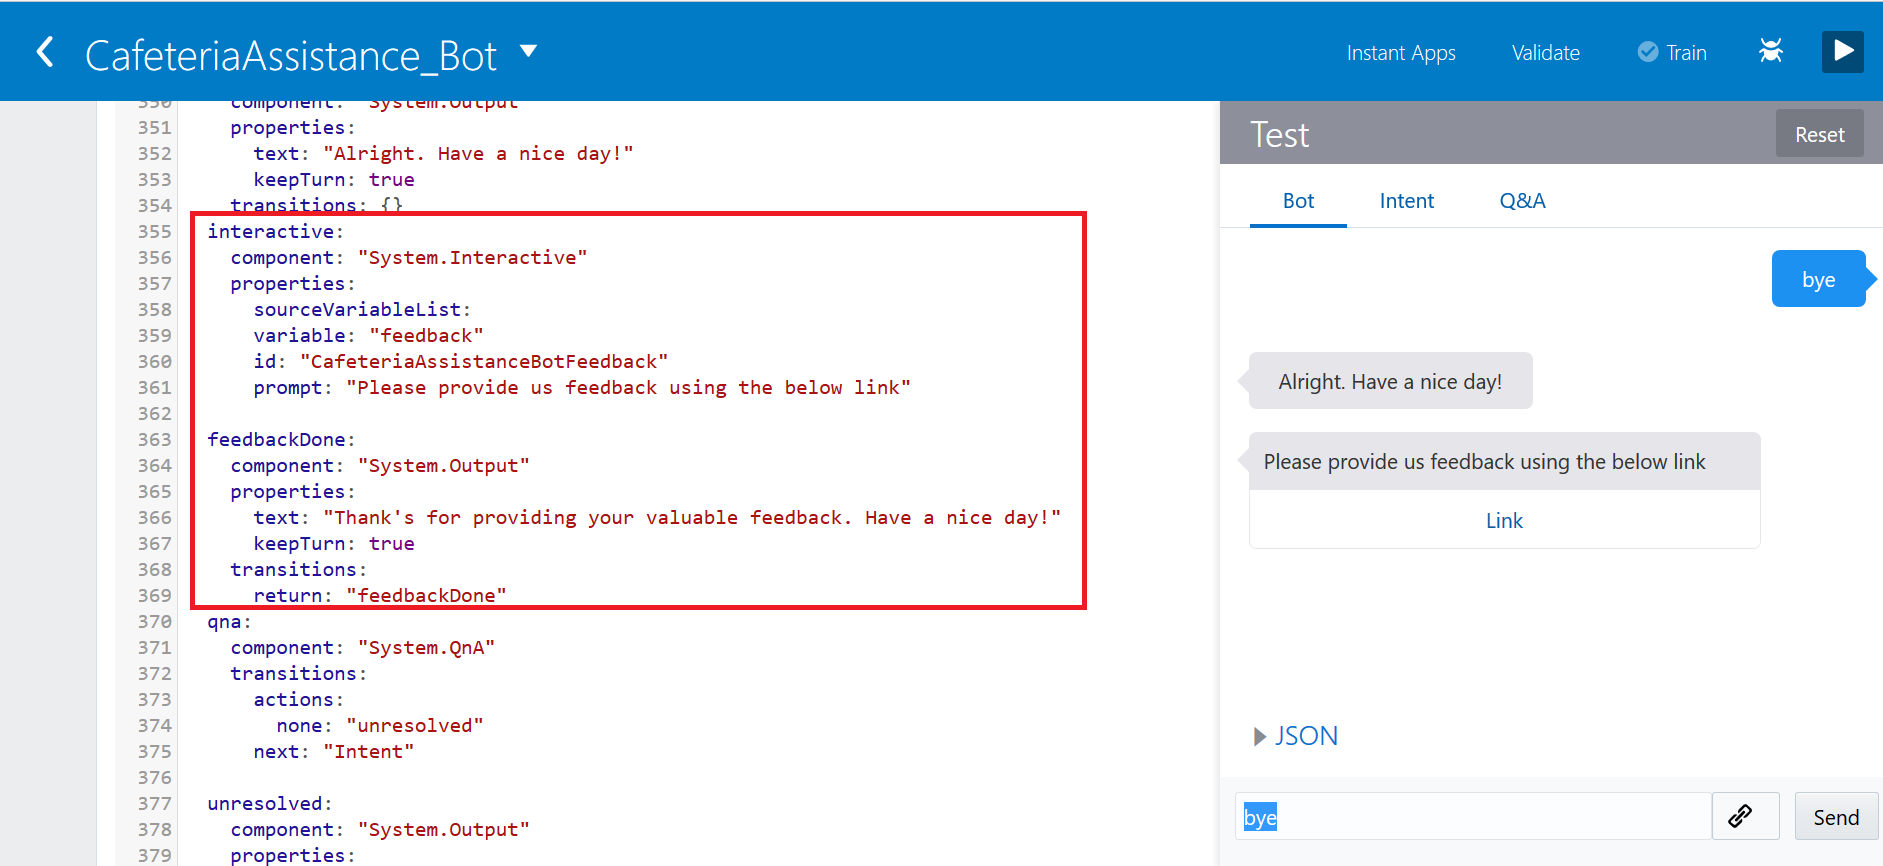 CafeteriaAssistance_Bot
Instant Apps
Validate
Train
350 component: "System.Output"
351 properties:
352 text: "Alright. Have a nice day!"
353 keepTurn: true
354 transitions: {}
355 interactive:
356 component: "System.Interactive"
357 properties:
358 sourceVariableList:
359 variable: "feedback"
360 id: "CafeteriaAssistanceBotFeedback"
361 prompt: "Please provide us feedback using the below link"
362
363 feedbackDone:
364 component: "System.Output"
365 properties:
366 text: "Thank's for providing your valuable feedback. Have a nice day!"
367 keepTurn: true
368 transitions:
369 return: "feedbackDone"
370 qna:
371 component: "System.QnA"
372 transitions:
373 actions:
374 none: "unresolved"
375 next: "Intent"
376
377 unresolved:
378 component: "System.Output"
379 properties:
Test
Reset
Bot
Intent
Q&A
bye
Alright. Have a nice day!
Please provide us feedback using the below link
Link
JSON
bye
Send